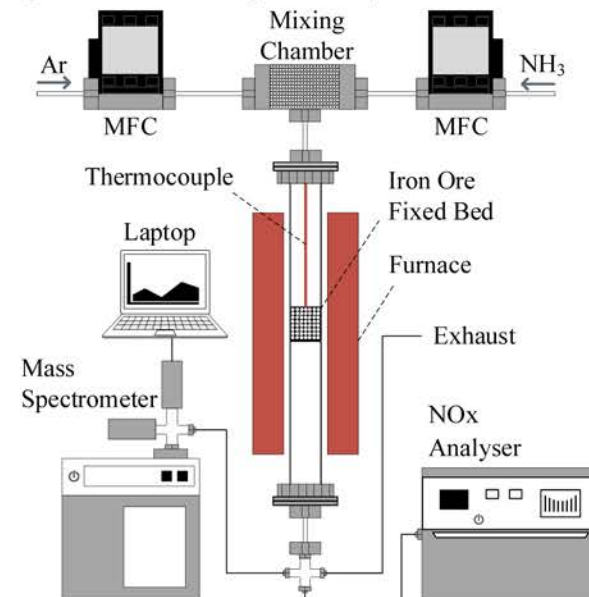 Mixing
Chamber
Ar
NH₃
MFC
MFC
Thermocouple
Iron Ore
Fixed Bed
Laptop
Furnace
Exhaust
Mass
Spectrometer
NOx
Analyser